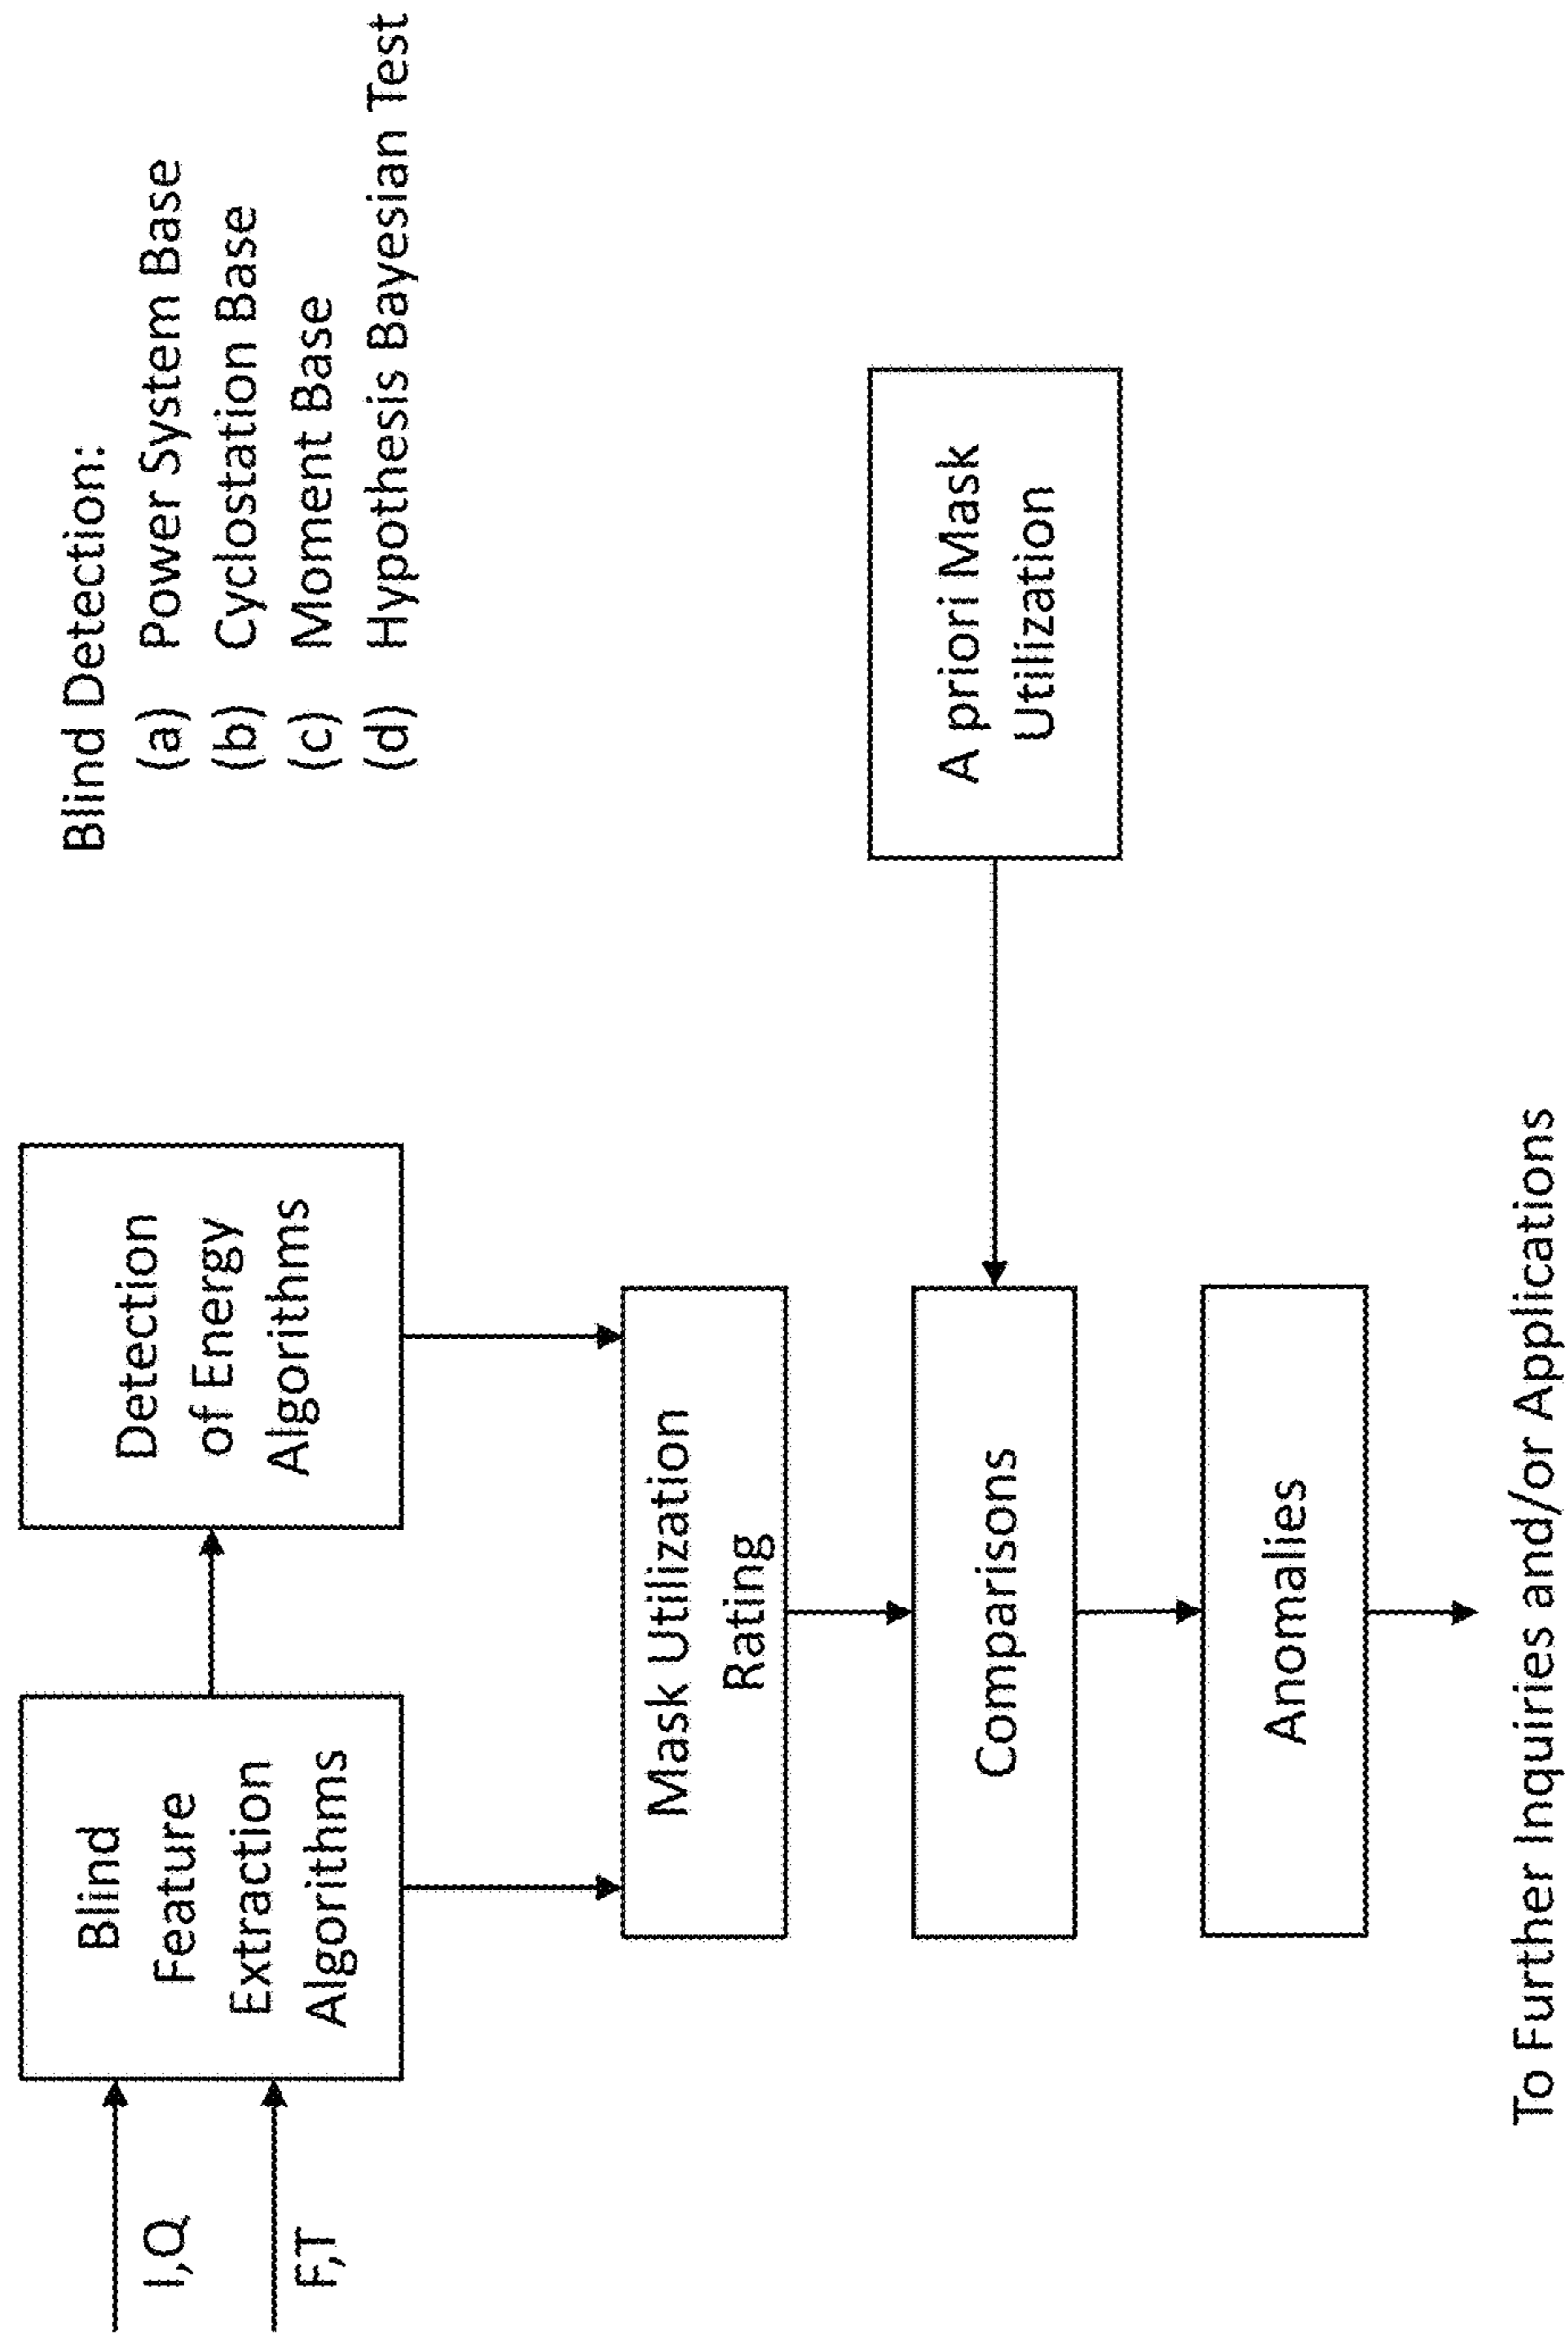 I,Q
F,T
Blind
Feature
Extraction
Algorithms
Detection
of Energy
Algorithms
Blind Detection:
(a) Power System Base
(b) Cyclostation Base
(c) Moment Base
(d) Hypothesis Bayesian Test
Mask Utilization
Rating
Comparisons
A priori Mask
Utilization
Anomalies
To Further Inquiries and/or Applications